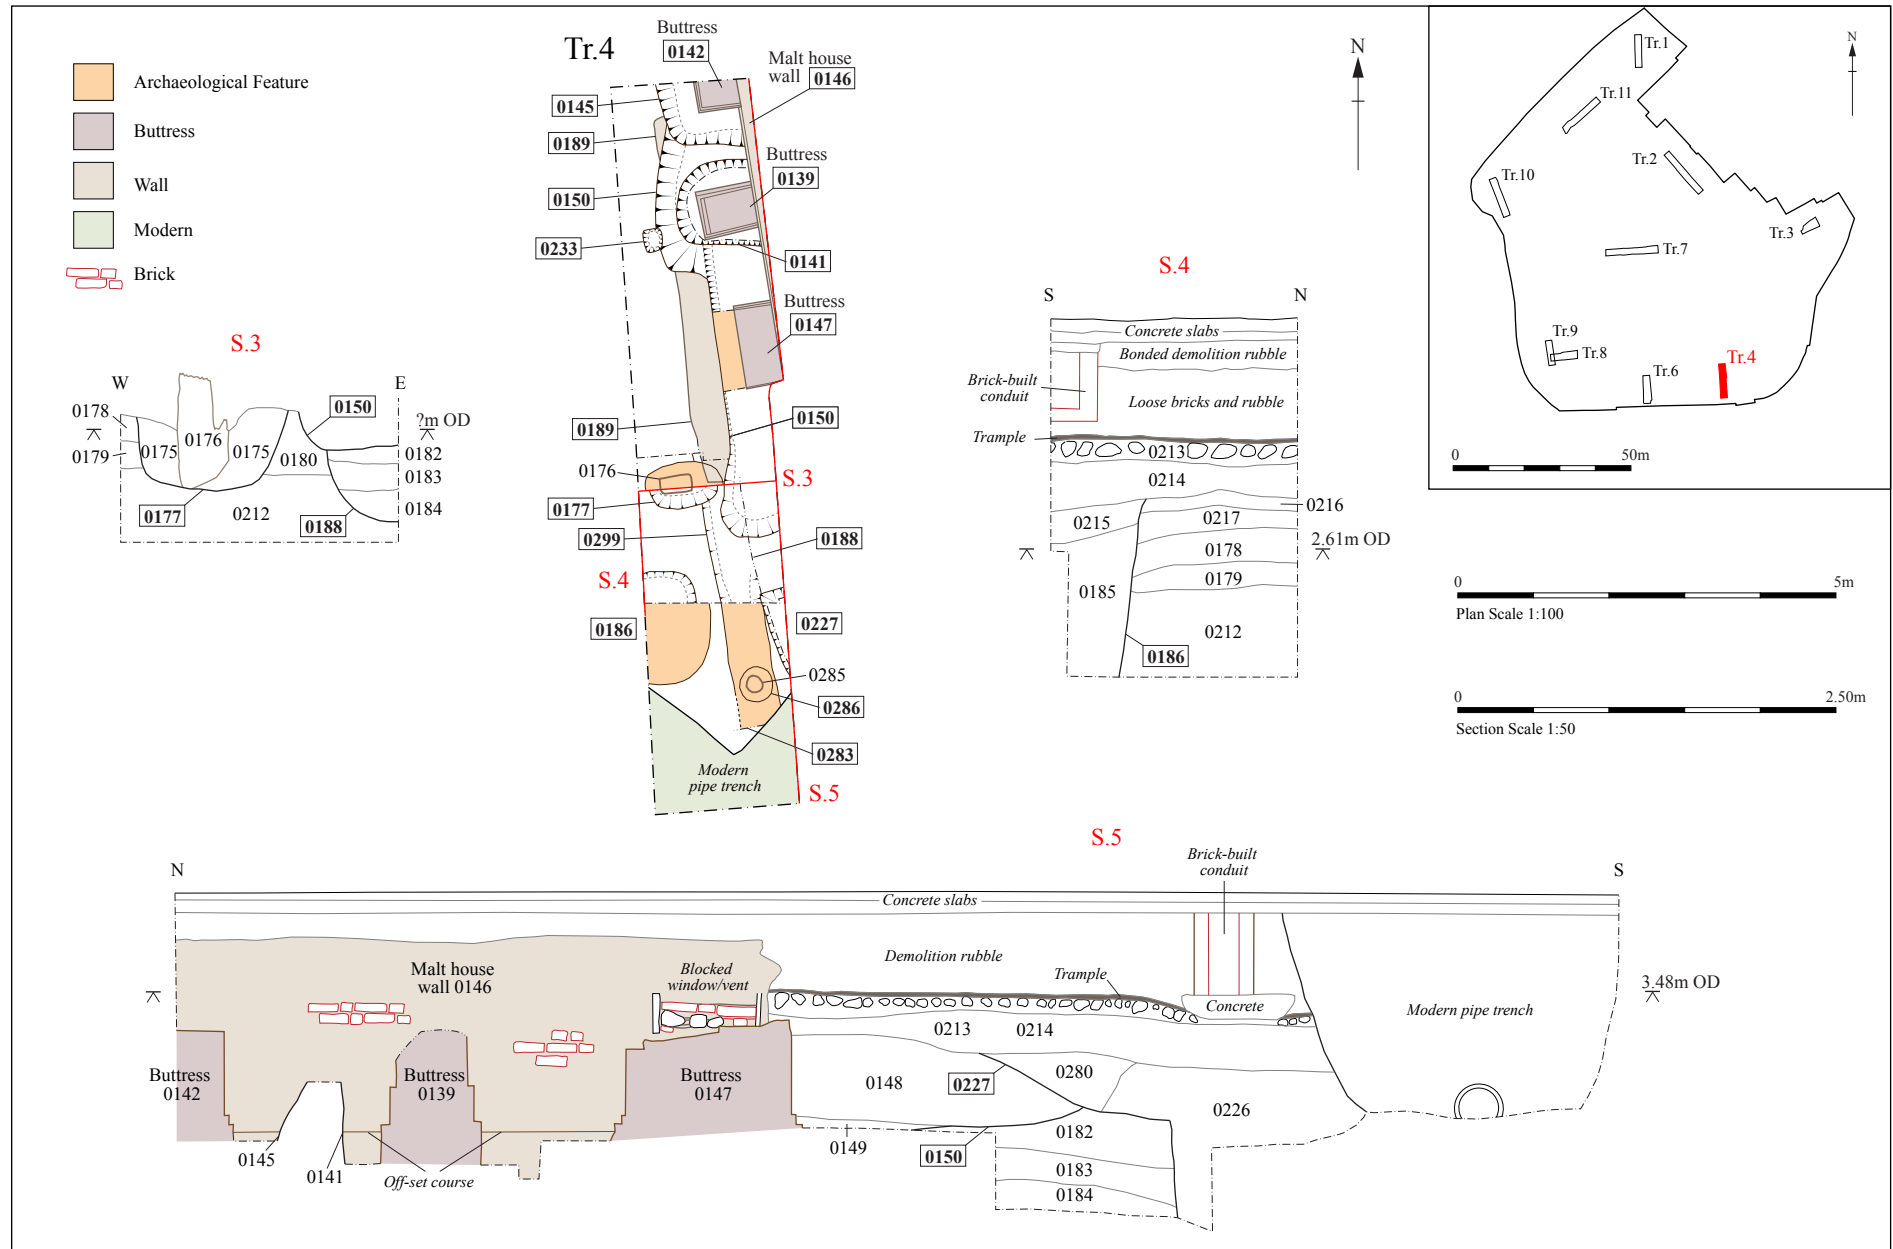 Archaeological Feature
Buttress
Wall
Modern
Brick
Tr.4
Buttress
0142
Malt house
wall 0146
0145
0189
0150
0233
Buttress
0139
0141
Buttress
0147
0150
0189
0176
S.3
0177
0299
0188
S.4
0186
0227
0285
0286
0283
Modern
pipe trench
S.5
N
S.3
W
E
0178
0179
0175
0176
0175
0180
0150
?m OD
0182
0183
0184
0177
0212
0188
S.4
S
N
Concrete slabs
Bonded demolition rubble
Brick-built
conduit
Loose bricks and rubble
Trample
0213
0214
0216
0215
0217
2.61m OD
0178
0179
0185
0212
0186
Tr.1
N
Tr.11
Tr.2
Tr.10
Tr.3
Tr.7
Tr.9
Tr.8
Tr.4
Tr.6
0
50m
0
5m
Plan Scale 1:100
0
2.50m
Section Scale 1:50
S.5
N
S
Brick-built
conduit
Concrete slabs
Demolition rubble
Malt house
wall 0146
Blocked
window/vent
Trample
Concrete
3.48m OD
Modern pipe trench
0213
0214
Buttress
0142
Buttress
0139
Buttress
0147
0148
0227
0280
0226
0145
0141
Off-set course
0149
0150
0182
0183
0184